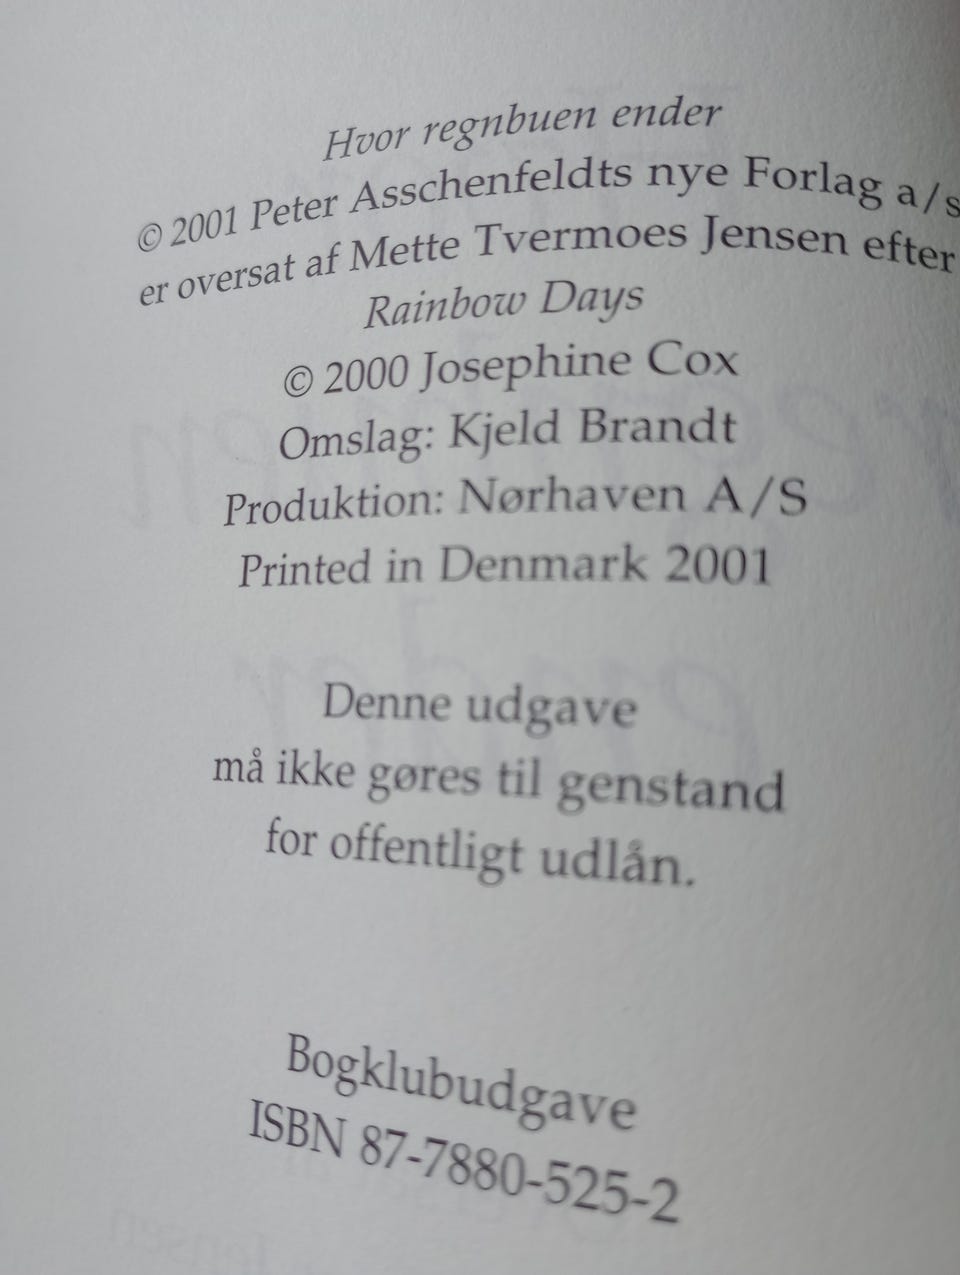 Hvor regnbuen ender
© 2001 Peter Asschenfeldts nye Forlag a/s
er oversat af Mette Tvermoes Jensen efter
Rainbow Days
© 2000 Josephine Cox
Omslag: Kjeld Brandt
Produktion: Nørhaven A/S
Printed in Denmark 2001
Denne udgave
må ikke gøres til genstand
for offentligt udlån.
Bogklubudgave
ISBN 87-7880-525-2